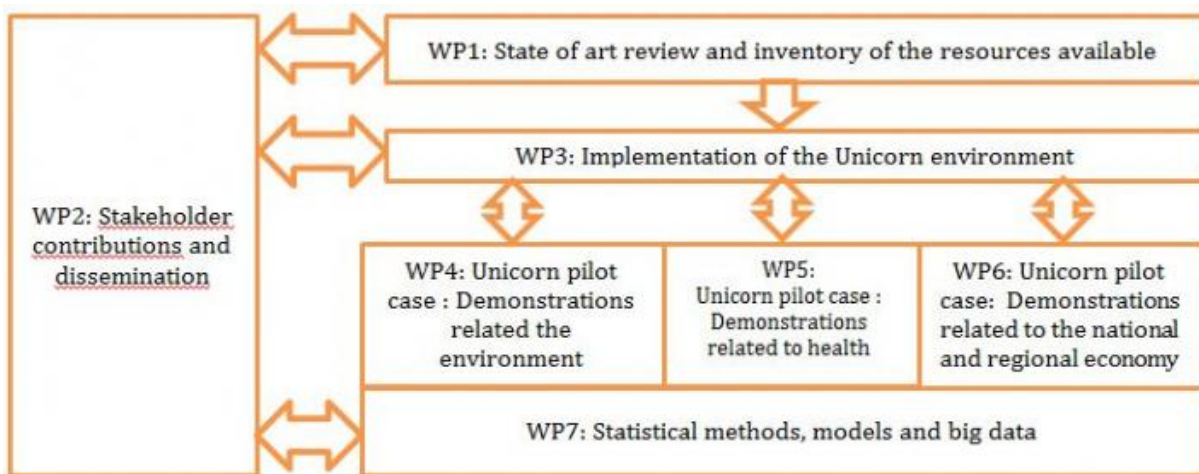 WP1: State of art review and inventory of the resources available
WP3: Implementation of the Unicorn environment
WP2: Stakeholder
contributions and
dissemination
WP4: Unicorn pilot
case : Demonstrations
related the
environment
WP5:
Unicorn pilot case :
Demonstrations
related to health
WP6: Unicorn pilot
case:  Demonstrations
related to the national
and regional economy
WP7: Statistical methods, models and big data